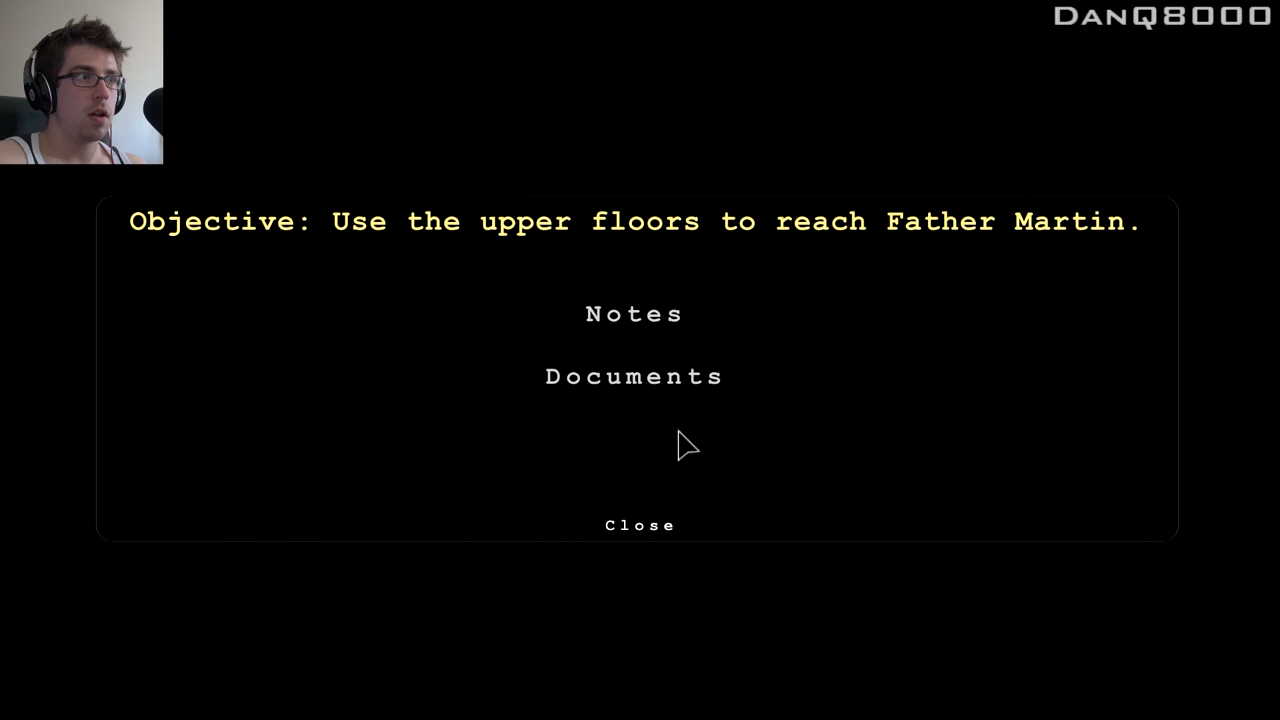 DanQ8000
Objective: Use the upper floors to reach Father Martin.
Notes
Documents
Close